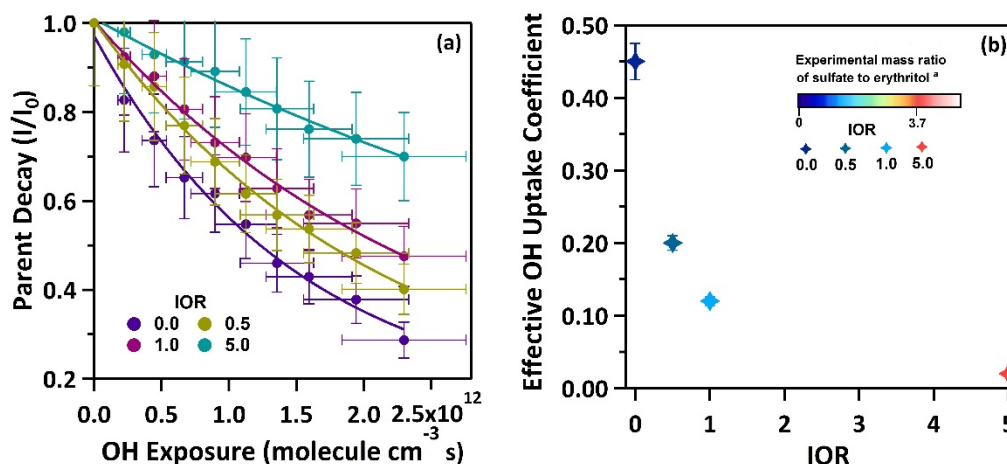 (a)
Parent Decay (I/I0)
1.0
0.8
0.6
0.4
0.2
IOR
0.0 0.5
1.0 5.0
0.0 0.5 1.0 1.5 2.0 2.5x10^12
OH Exposure (molecule cm^-3 s)
(b)
Effective OH Uptake Coefficient
0.50
0.40
0.30
0.20
0.10
0.00
Experimental mass ratio
of sulfate to erythritol a
0 3.7
IOR
0.0 0.5 1.0 5.0
0 1 2 3 4 5
IOR